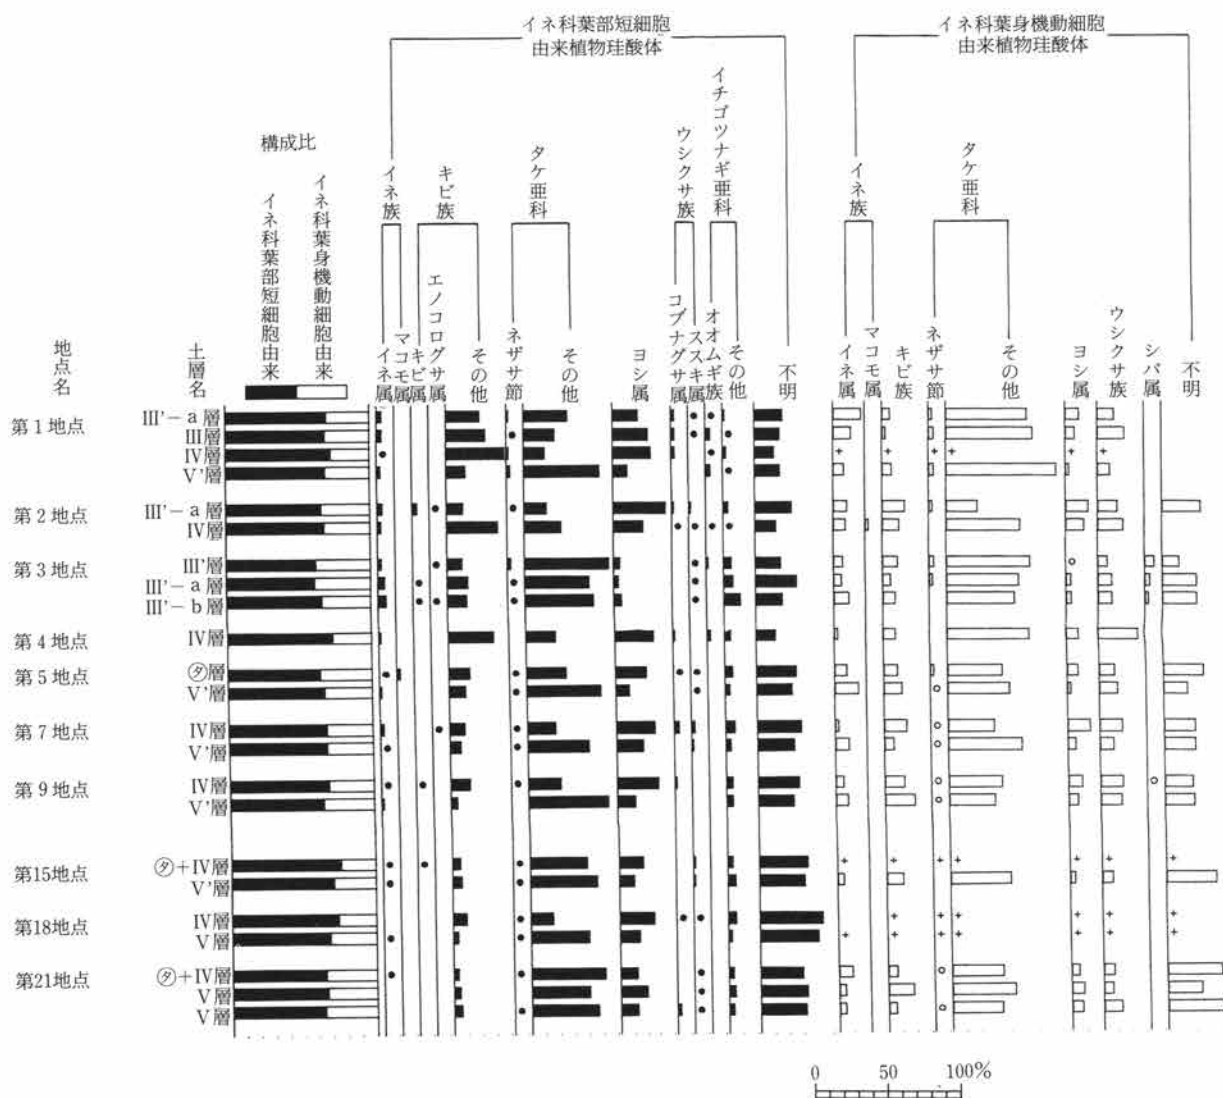 イネ科葉部短細胞
由来植物珪酸体
イネ科葉身機動細胞
由来植物珪酸体
構成比
イネ科葉部短細胞由来
イネ科葉身機動細胞由来
イネ族
キビ族
タケ亜科
ウシクサ族
イチゴツナギ亜科
イネ族
タケ亜科
地点名
土層名
イネ属
マコモ属
キビ属
エノコログサ属
その他
ネザサ節
その他
ヨシ属
コブナグサ属
ススキ属
オオムギ族
その他
不明
イネ属
マコモ属
キビ族
ネザサ節
その他
ヨシ属
ウシクサ族
シバ属
不明
第1地点
III'-a層
III層
IV層
V'層
第2地点
III'-a層
IV層
第3地点
III'層
III'-a層
III'-b層
第4地点
IV層
第5地点
㋟層
V'層
第7地点
IV層
V'層
第9地点
IV層
V'層
第15地点
㋟+IV層
V'層
第18地点
IV層
V層
第21地点
㋟+IV層
V層
V層
0 50 100%